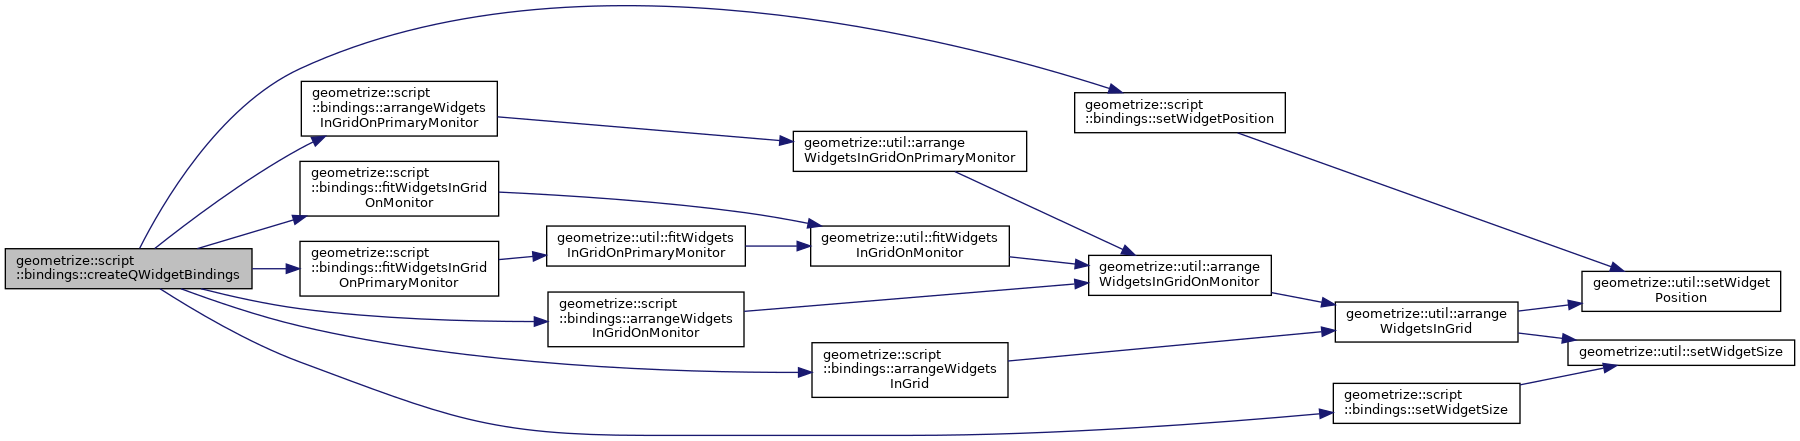 geometrize::script
::bindings::createQWidgetBindings
geometrize::script
::bindings::arrangeWidgets
InGridOnPrimaryMonitor
geometrize::script
::bindings::fitWidgetsInGrid
OnMonitor
geometrize::script
::bindings::fitWidgetsInGrid
OnPrimaryMonitor
geometrize::util::fitWidgets
InGridOnPrimaryMonitor
geometrize::script
::bindings::arrangeWidgets
InGridOnMonitor
geometrize::util::arrange
WidgetsInGridOnPrimaryMonitor
geometrize::util::fitWidgets
InGridOnMonitor
geometrize::script
::bindings::arrangeWidgets
InGrid
geometrize::script
::bindings::setWidgetPosition
geometrize::util::arrange
WidgetsInGridOnMonitor
geometrize::util::arrange
WidgetsInGrid
geometrize::script
::bindings::setWidgetSize
geometrize::util::setWidget
Position
geometrize::util::setWidgetSize